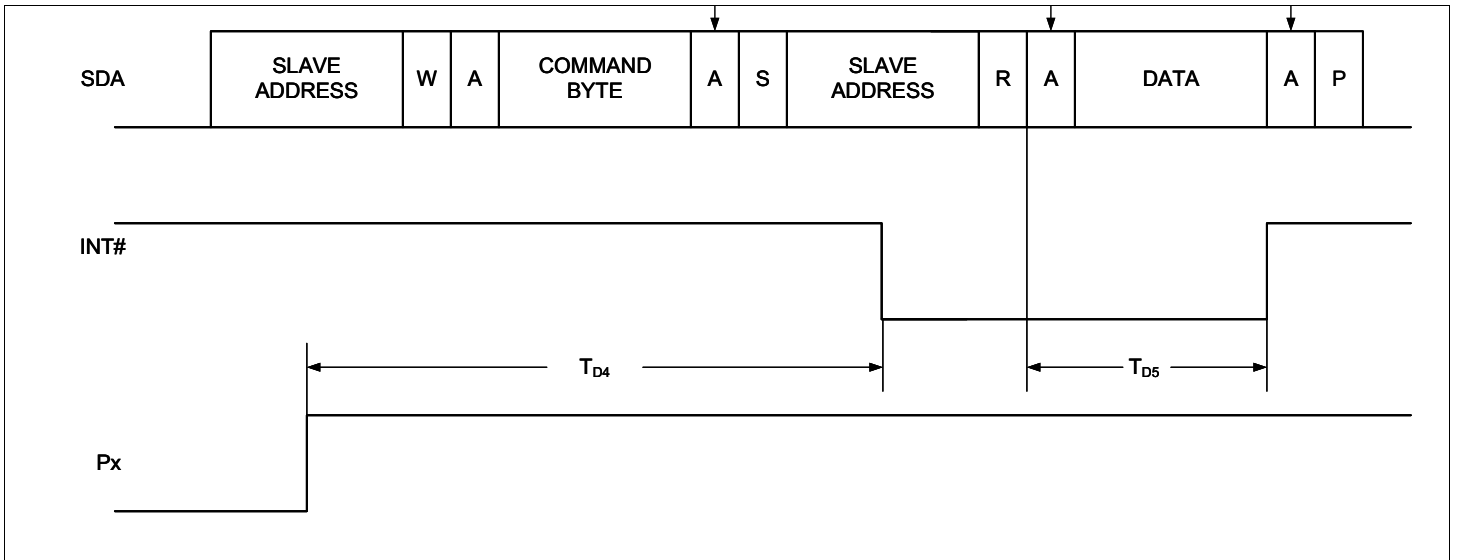 SDA
SLAVE
ADDRESS
W
A
COMMAND
BYTE
A
S
SLAVE
ADDRESS
R
A
DATA
A
P
INT#
TD4
TD5
Px